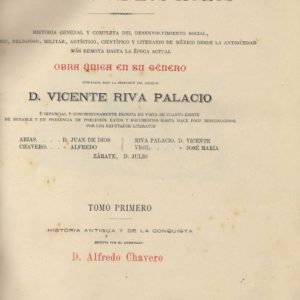 HISTORIA GENERAL Y COMPLETA DEL DESENVOLVIMIENTO SOCIAL,
RELIGIOSO, MILITAR, ARTÍSTICO, CIENTÍFICO Y LITERARIO DE MÉXICO DESDE LA ANTIGÜEDAD
MÁS REMOTA HASTA LA ÉPOCA ACTUAL
OBRA ÚNICA EN SU GÉNERO
PUBLICADA BAJO LA DIRECCIÓN DEL GENERAL
D. VICENTE RIVA PALACIO
É IMPARCIAL Y CONCIENZUDAMENTE ESCRITA EN VISTA DE CUANTO EXISTE
DE NOTABLE Y EN PRESENCIA DE PRECIOSOS DATOS Y DOCUMENTOS HASTA HACE POCO DESCONOCIDOS,
POR LOS REPUTADOS LITERATOS
ARIAS. . . D. JUAN DE DIOS
RIVA PALACIO. D. VICENTE
CHAVERO. . . » ALFREDO
VIGIL. . . . » JOSÉ MARÍA
ZÁRATE, D. JULIO
TOMO PRIMERO
HISTORIA ANTIGUA Y DE LA CONQUISTA
ESCRITA POR EL LICENCIADO
D. Alfredo Chavero